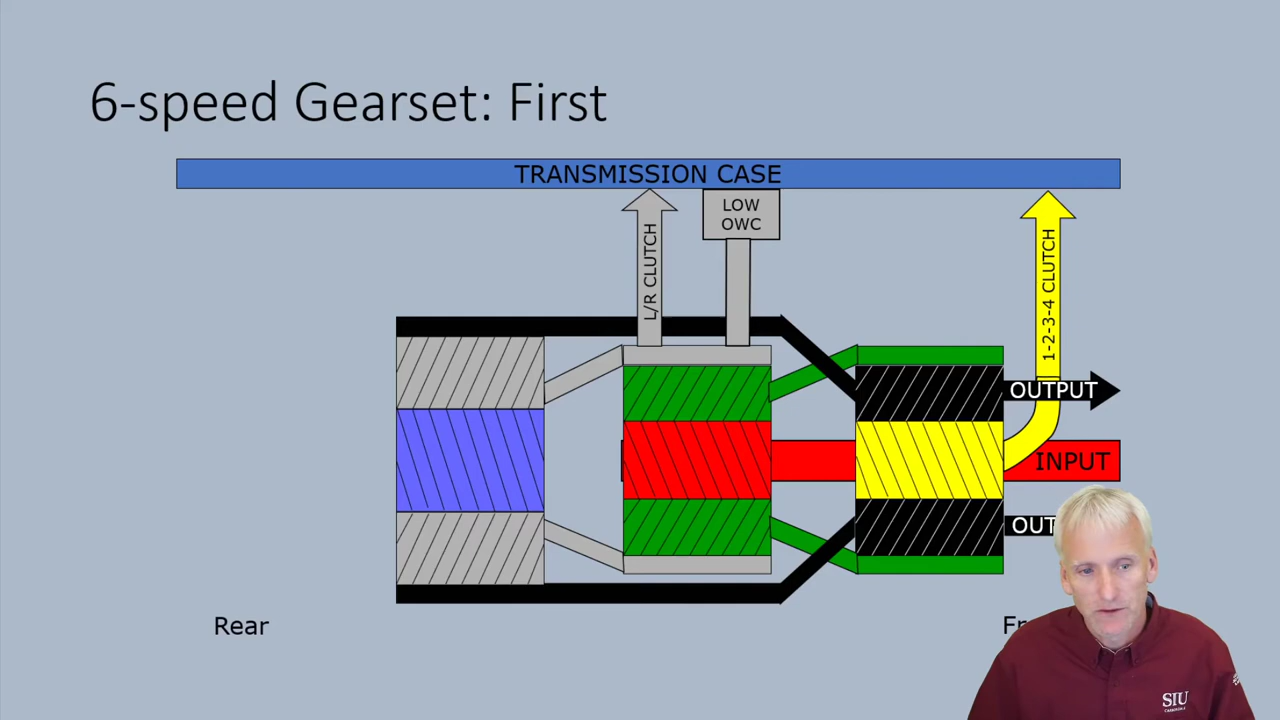 6-speed Gearset: First
TRANSMISSION CASE
LOW
OWC
L/R CLUTCH
1-2-3-4 CLUTCH
OUTPUT
INPUT
Rear
SIU